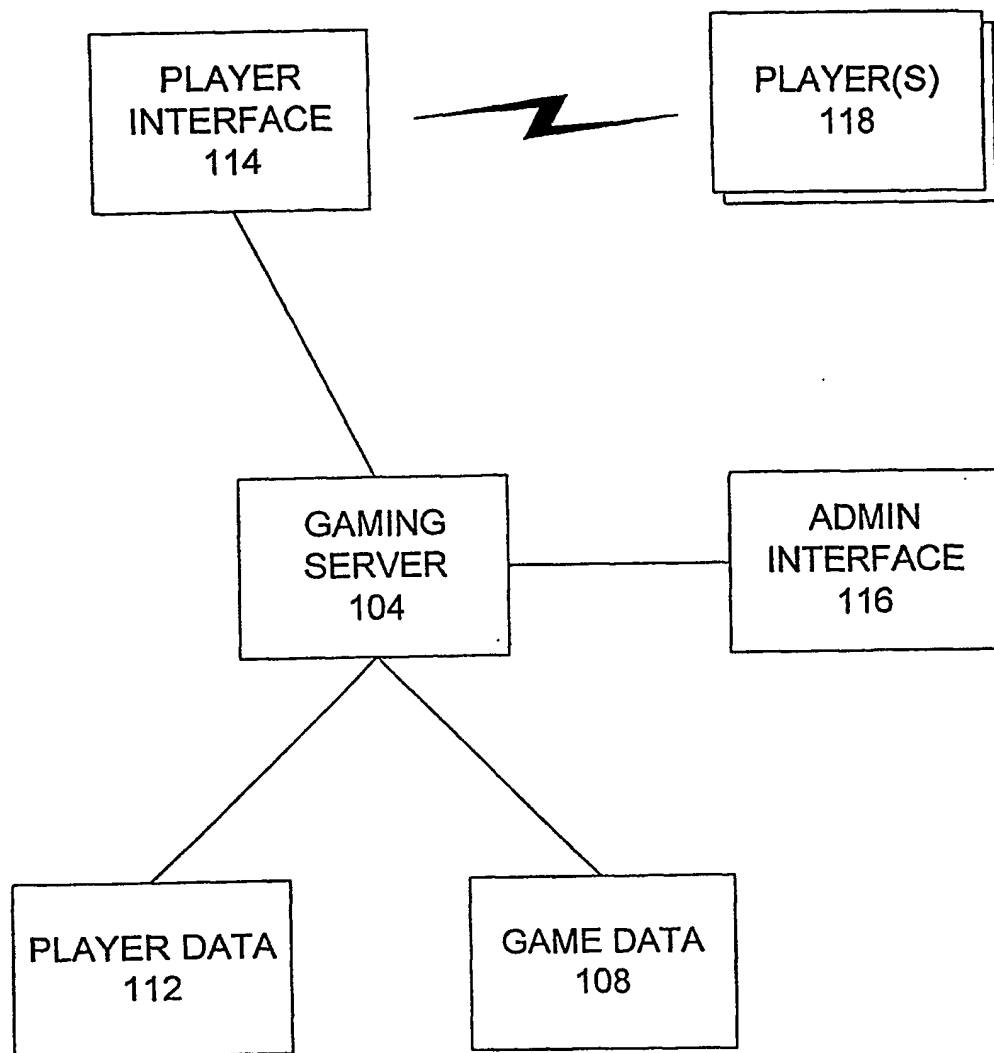 PLAYER
INTERFACE
114
PLAYER(S)
118
GAMING
SERVER
104
ADMIN
INTERFACE
116
PLAYER DATA
112
GAME DATA
108